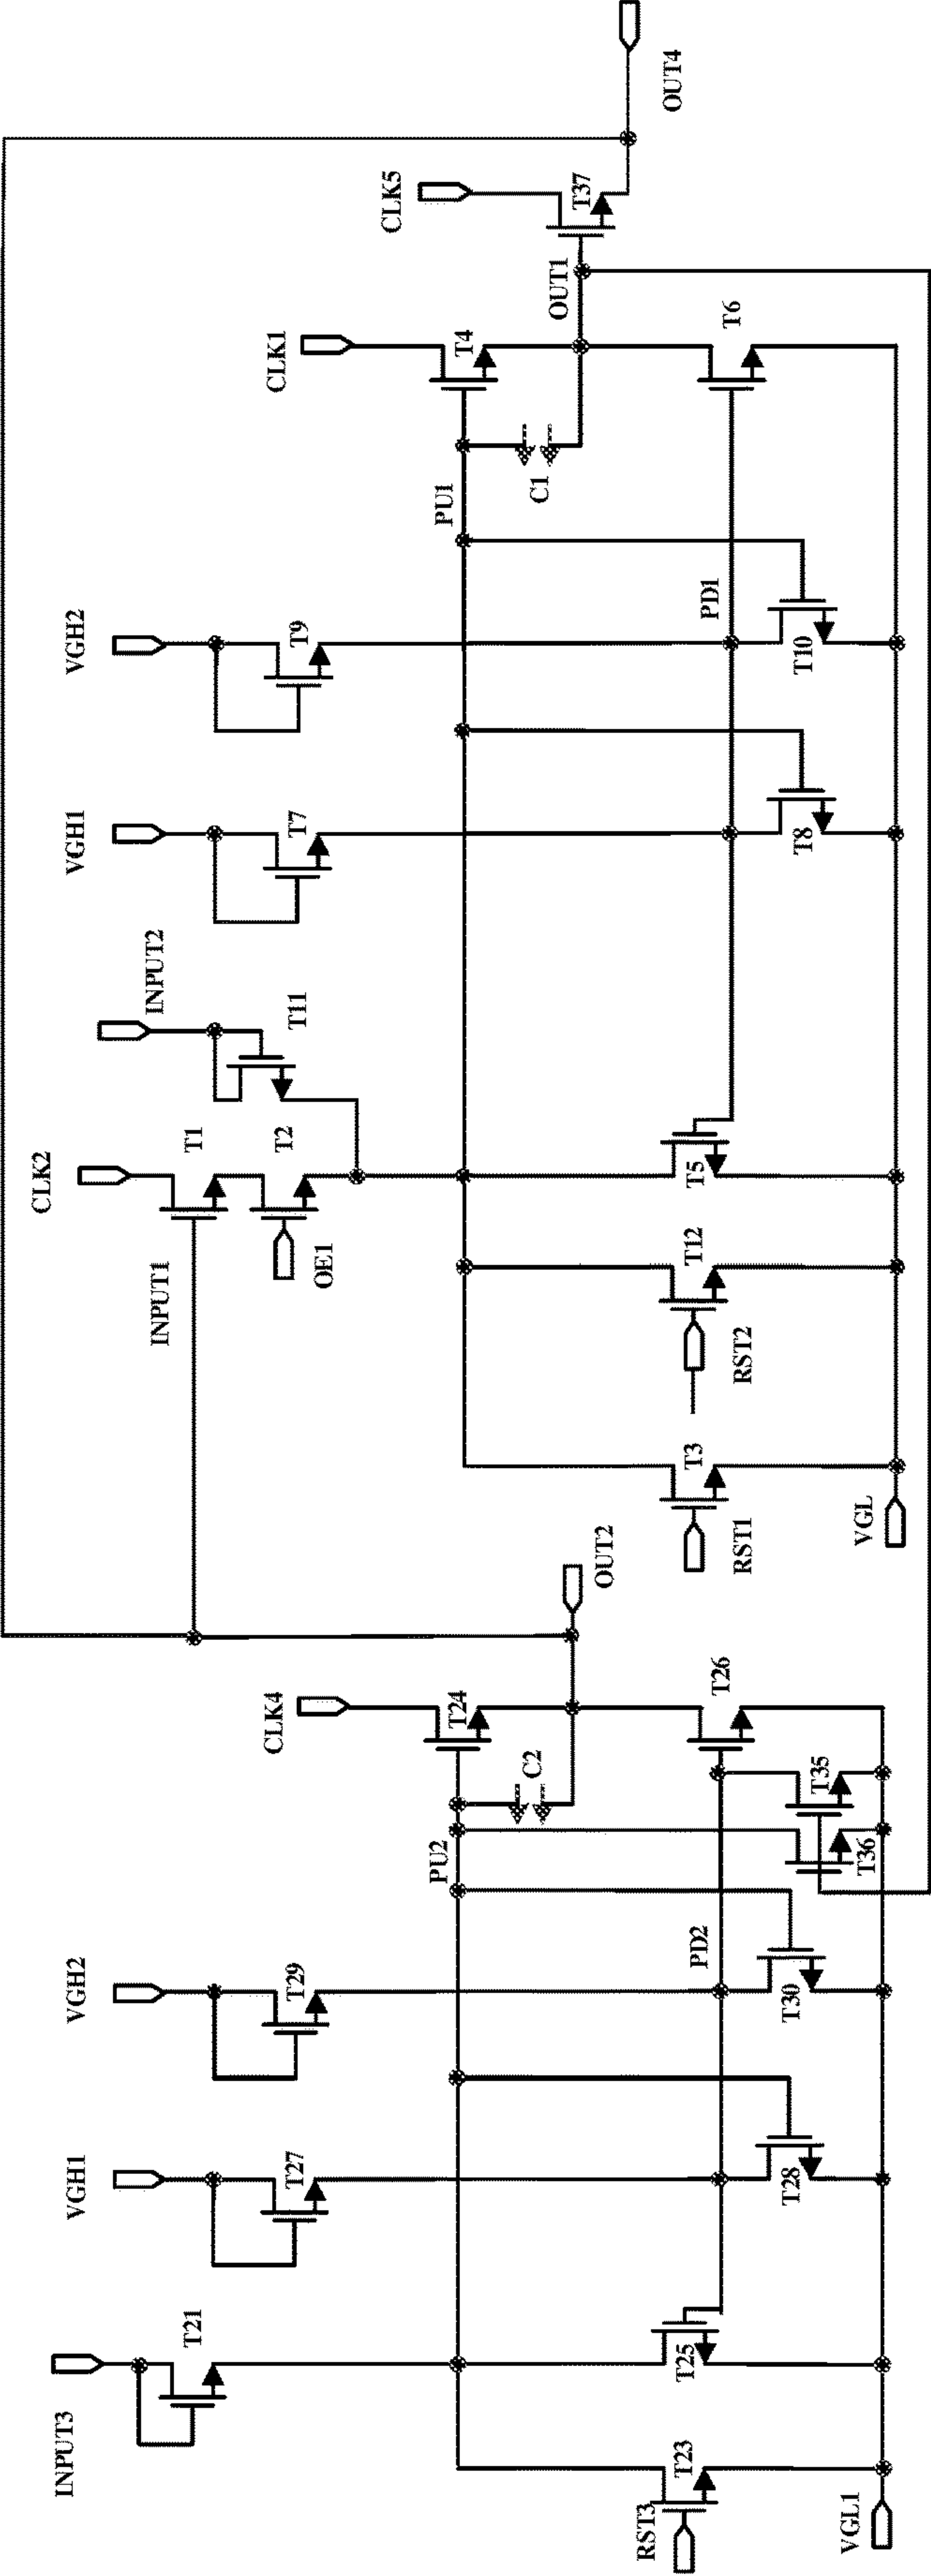 INPUT3
T21
VGH1
T27
VGH2
T29
CLK4
T24
PU2
C2
OUT2
PD2
T26
T35
T36
T30
T28
T25
T23
RST3
VGL1
CLK2
T1
INPUT1
INPUT2
T11
T2
OE1
VGH1
T7
VGH2
T9
CLK1
T4
CLK5
T37
OUT4
OUT1
PU1
C1
PD1
T6
T10
T8
T5
T12
RST2
T3
RST1
VGL